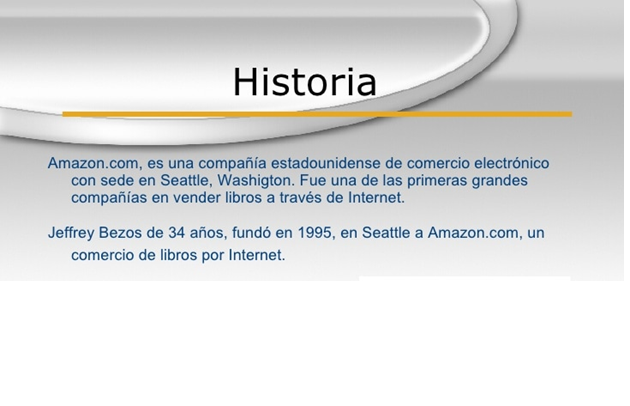 Historia
Amazon.com, es una compañía estadounidense de comercio electrónico
con sede en Seattle, Washigton. Fue una de las primeras grandes
compañías en vender libros a través de Internet.
Jeffrey Bezos de 34 años, fundó en 1995, en Seattle a Amazon.com, un
comercio de libros por Internet.